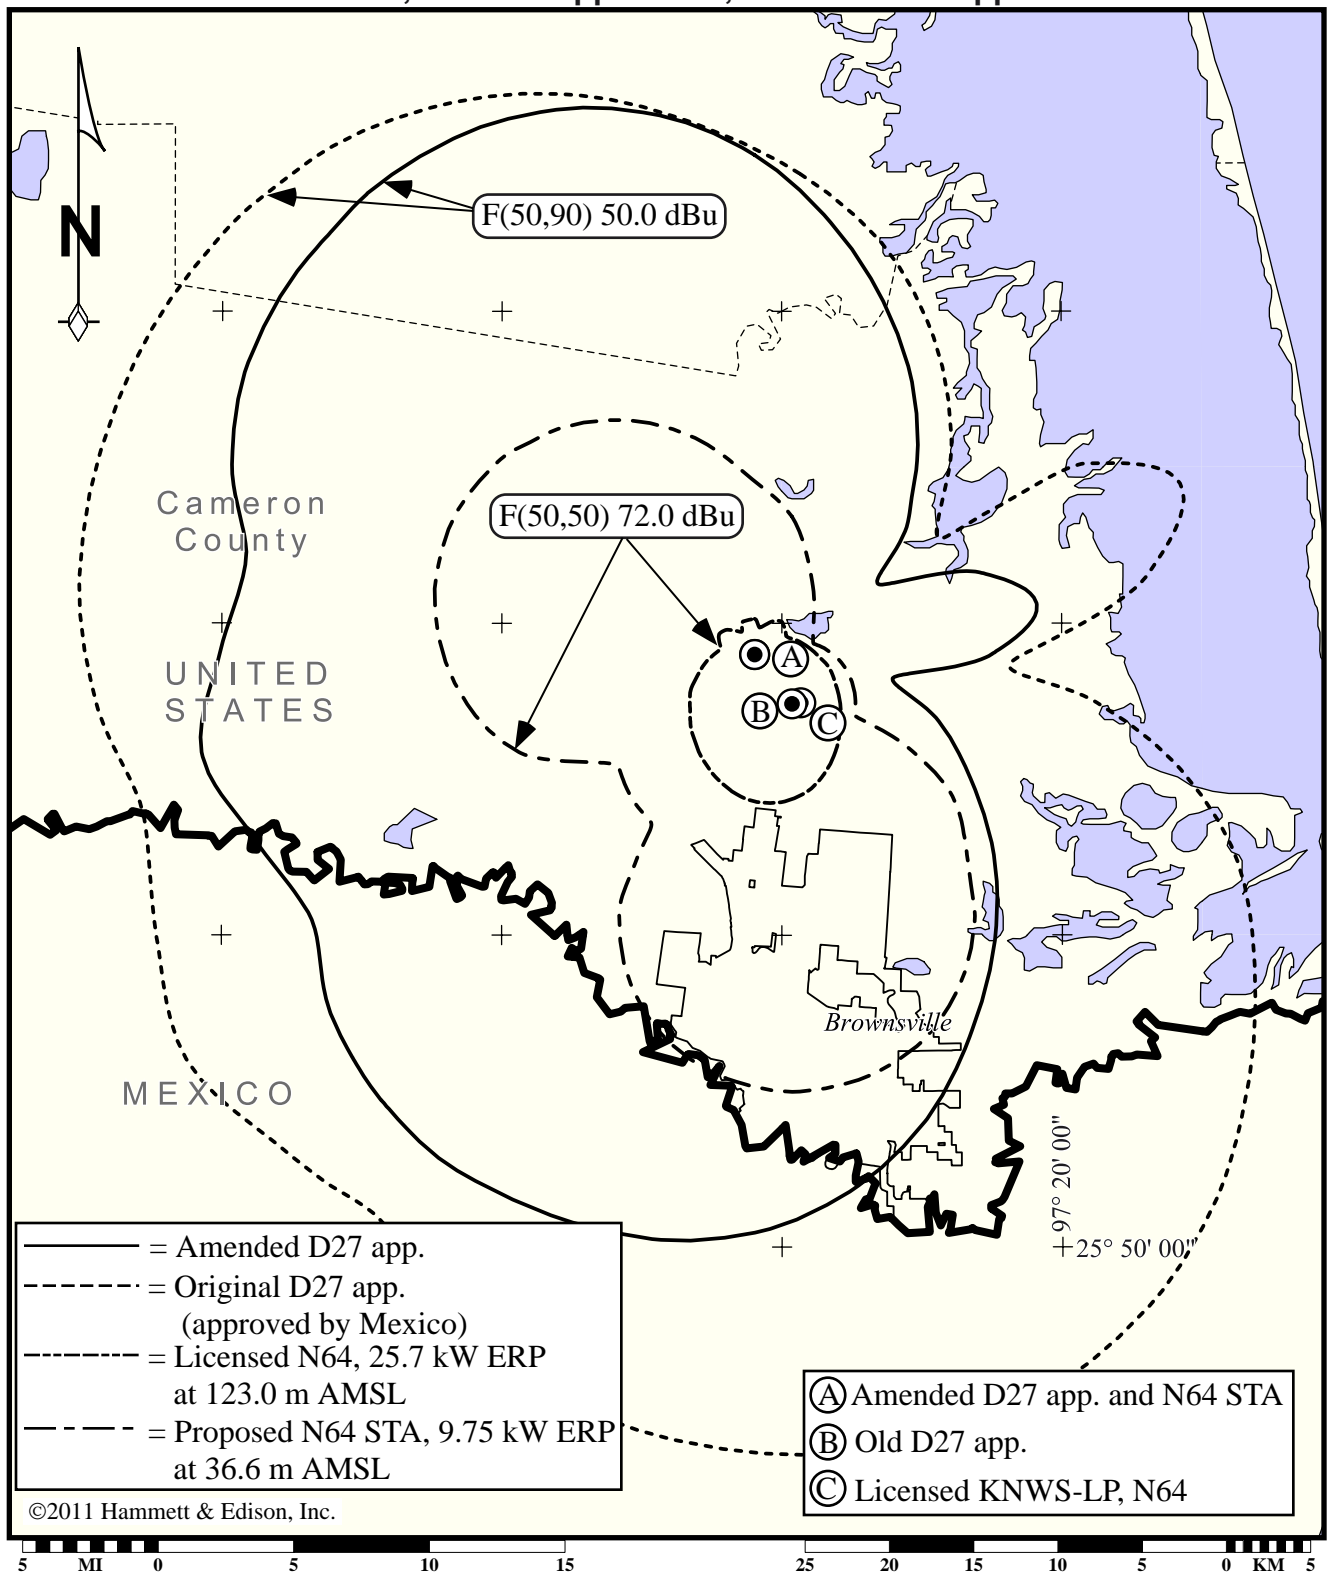 N
F(50,90) 50.0 dBu
Cameron
County
F(50,50) 72.0 dBu
UNITED
STATES
A
B
C
Brownsville
MEXICO
97° 20' 00"
25° 50' 00"
= Amended D27 app.
= Original D27 app.
(approved by Mexico)
= Licensed N64, 25.7 kW ERP
at 123.0 m AMSL
= Proposed N64 STA, 9.75 kW ERP
at 36.6 m AMSL
A Amended D27 app. and N64 STA
B Old D27 app.
C Licensed KNWS-LP, N64
©2011 Hammett & Edison, Inc.
5 MI 0 5 10 15 25 20 15 10 5 0 KM 5